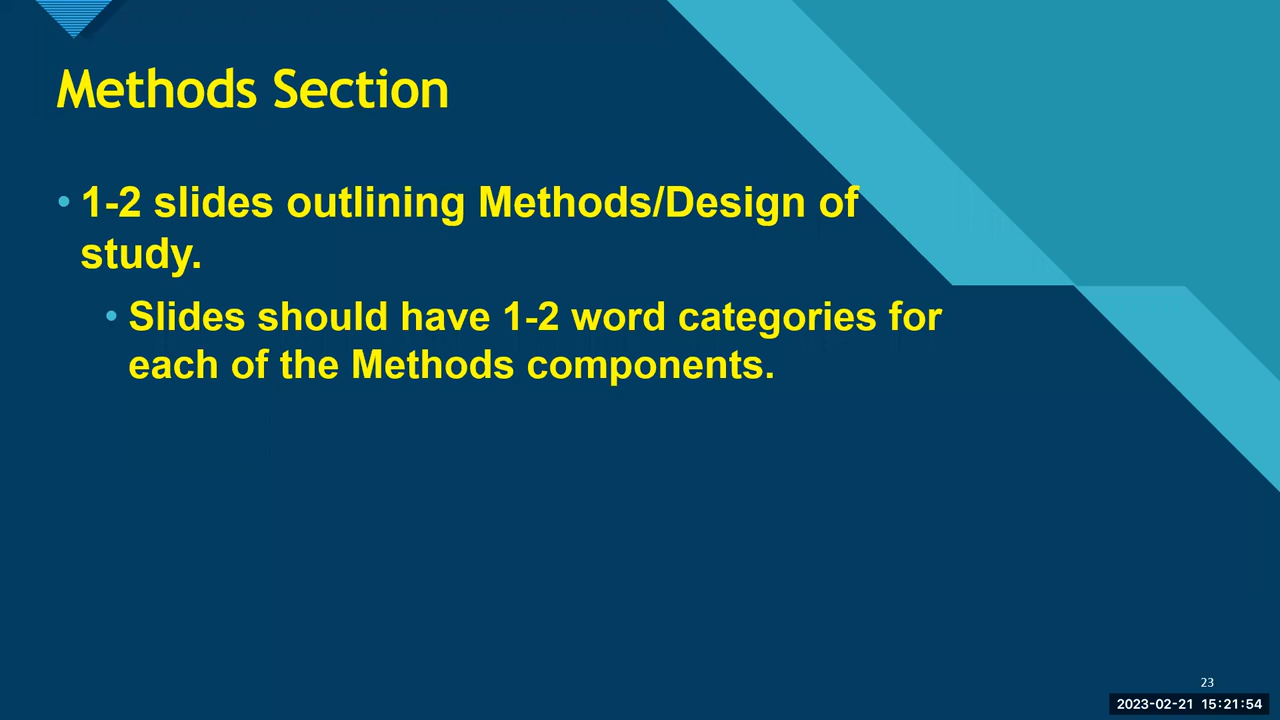 Methods Section
• 1-2 slides outlining Methods/Design of
study.
• Slides should have 1-2 word categories for
each of the Methods components.
23
2023-02-21 15:21:54